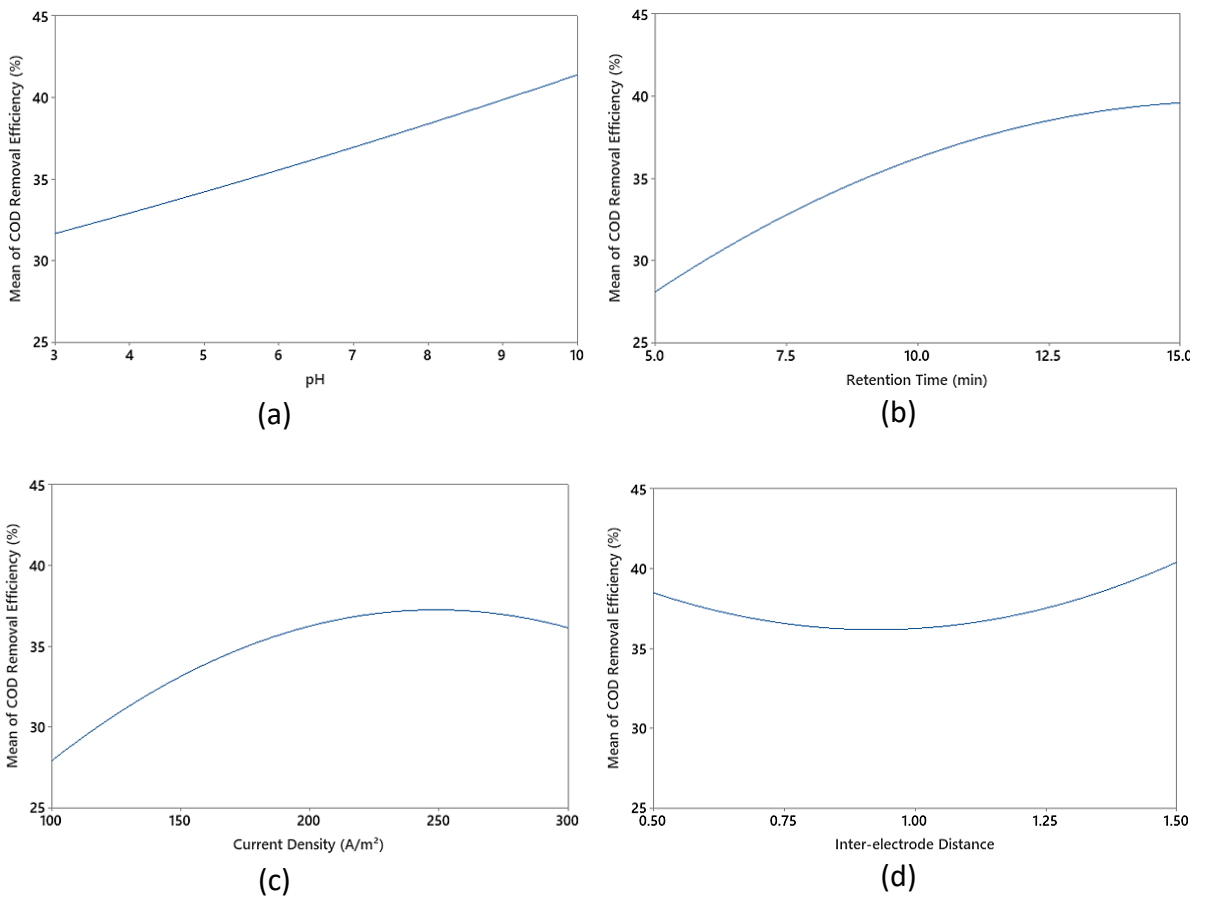 45
40
35
30
25
Mean of COD Removal Efficiency (%)
3 4 5 6 7 8 9 10
pH
(a)
45
40
35
30
25
Mean of COD Removal Efficiency (%)
5.0 7.5 10.0 12.5 15.0
Retention Time (min)
(b)
45
40
35
30
25
Mean of COD Removal Efficiency (%)
100 150 200 250 300
Current Density (A/m²)
(c)
45
40
35
30
25
Mean of COD Removal Efficiency (%)
0.50 0.75 1.00 1.25 1.50
Inter-electrode Distance
(d)